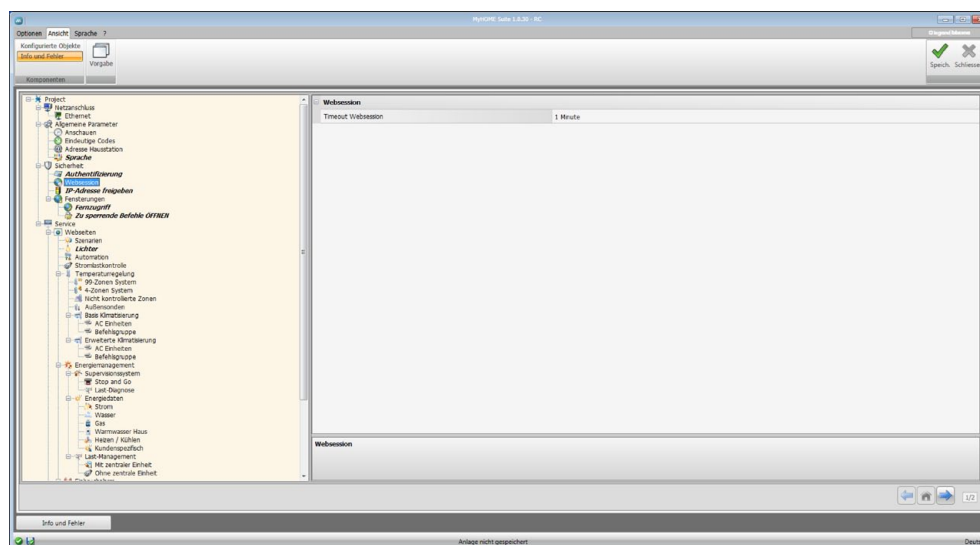 MyHOME Suite 1.0.30 - RC
Optionen Ansicht Sprache ?
Konfigurierte Objekte
Info und Fehler
Vorgabe
Speich. Schliesse
Komponenten
Project
Netzanschluss
Ethernet
Allgemeine Parameter
Anschauen
Eindeutige Codes
Adresse Hausstation
Sprache
Sicherheit
Authentifizierung
Websession
IP-Adresse freigeben
Fensterungen
Fernzugriff
Zu sperrende Befehle ÖFFNEN
Service
Webseiten
Szenarien
Lichter
Automation
Stromlastkontrolle
Temperaturregelung
99-Zonen System
4-Zonen System
Nicht kontrollierte Zonen
Außensonden
Basis Klimatisierung
AC Einheiten
Befehlsgruppe
Erweiterte Klimatisierung
AC Einheiten
Befehlsgruppe
Energiemanagement
Supervisionssystem
Stop and Go
Last-Diagnose
Energiedaten
Strom
Wasser
Gas
Warmwasser Haus
Heizen / Kühlen
Kundenspezifisch
Last-Management
Mit zentraler Einheit
Ohne zentrale Einheit
Websession
Timeout Websession 1 Minute
Websession
1/2
Info und Fehler
Anlage nicht gespeichert